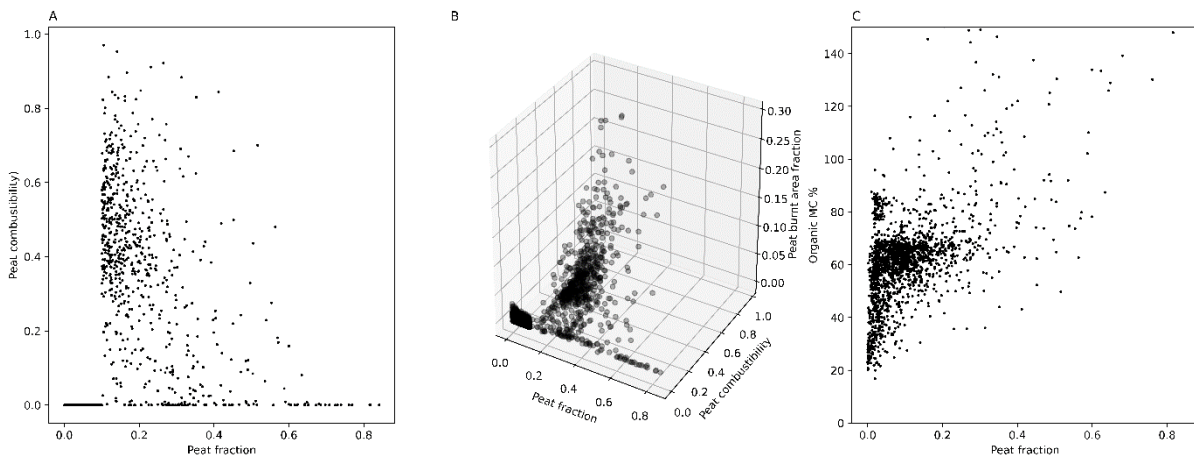 A
1.0
0.8
0.6
0.4
0.2
0.0
PeaL combustibility)
0.0 0.2 0.4 0.6 0.8
Peat fraction
B
0.30
0.25
0.20
0.15
0.10
0.05
0.00
Peat burnt area fraction
1.0
0.8
0.6
0.4
0.2
0.0
Peat combustibility
0.0 0.2 0.4 0.6 0.8
Peat fraction
C
140
120
100
80
60
40
20
0
Organic MC %
0.0 0.2 0.4 0.6 0.8
Peat fraction